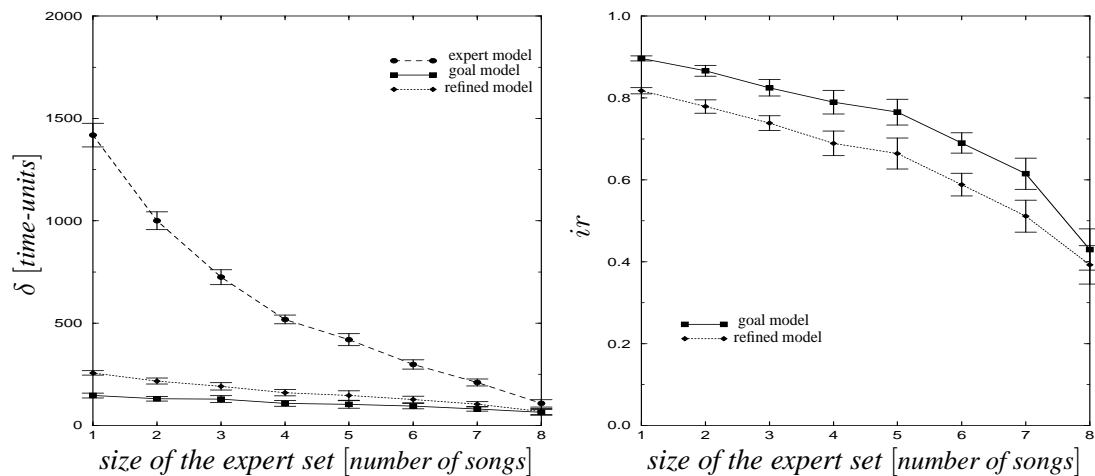 2000
1500
1000
500
0
δ [time-units]
expert model
goal model
refined model
1 2 3 4 5 6 7 8
size of the expert set [number of songs]
1.0
0.8
0.6
0.4
0.2
0.0
ir
goal model
refined model
1 2 3 4 5 6 7 8
size of the expert set [number of songs]